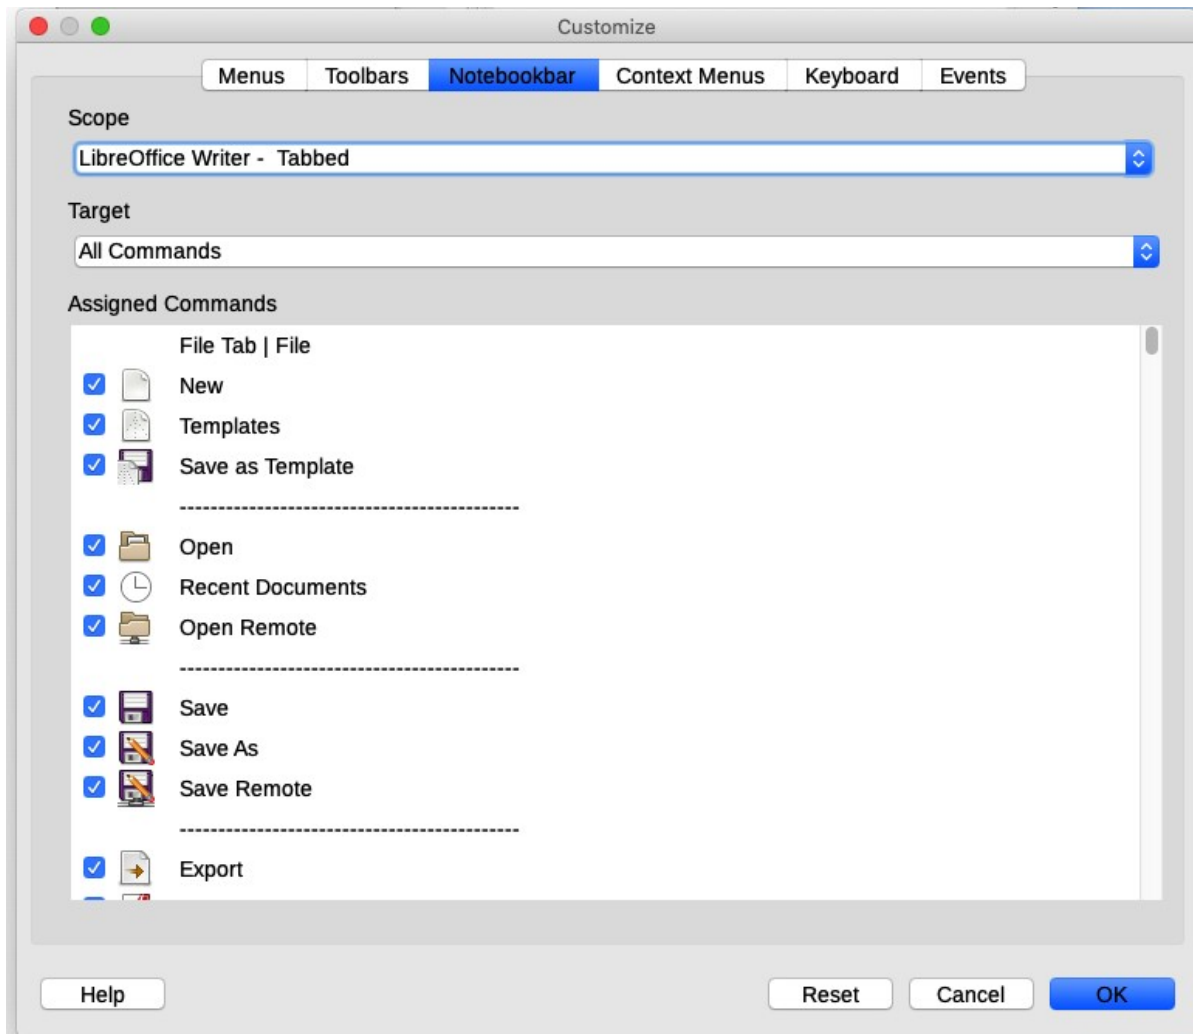 Customize
Menus Toolbars Notebookbar Context Menus Keyboard Events
Scope
LibreOffice Writer - Tabbed
Target
All Commands
Assigned Commands
File Tab | File
New
Templates
Save as Template
------------------------------------------
Open
Recent Documents
Open Remote
------------------------------------------
Save
Save As
Save Remote
------------------------------------------
Export
Help Reset Cancel OK